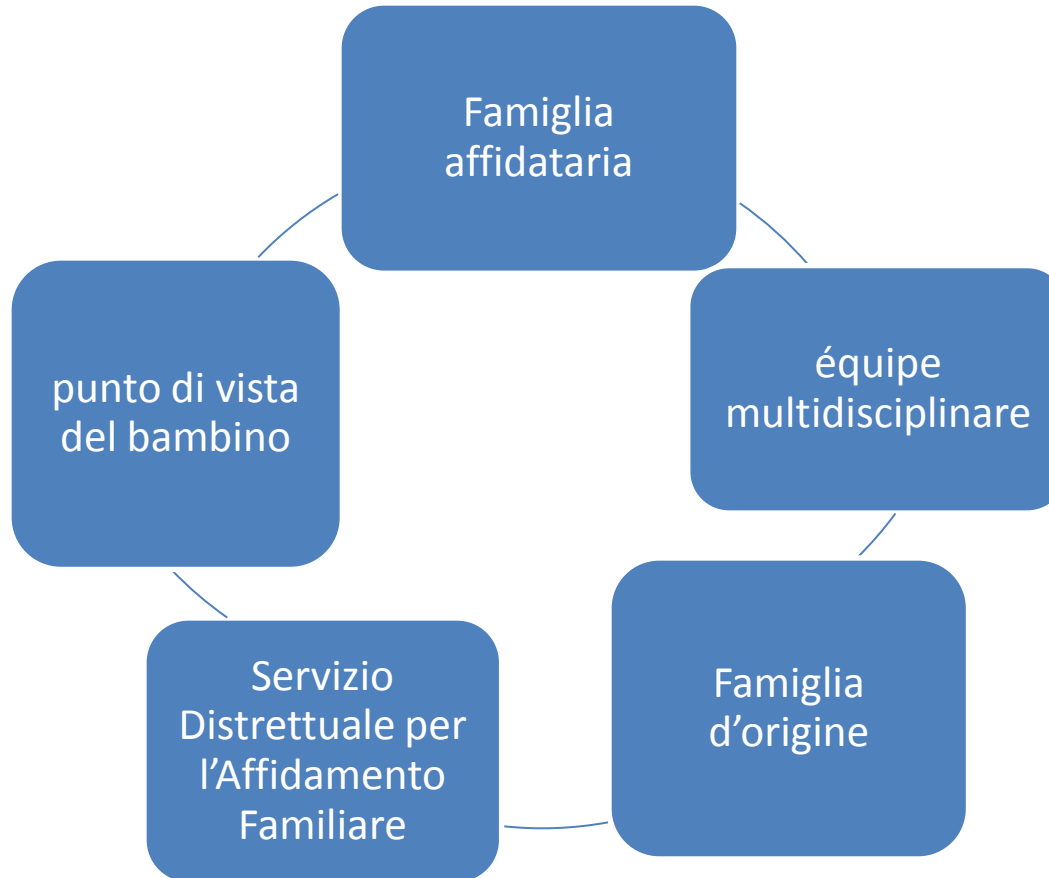 Famiglia
affidataria
punto di vista
del bambino
équipe
multidisciplinare
Servizio
Distrettuale per
l’Affidamento
Familiare
Famiglia
d’origine